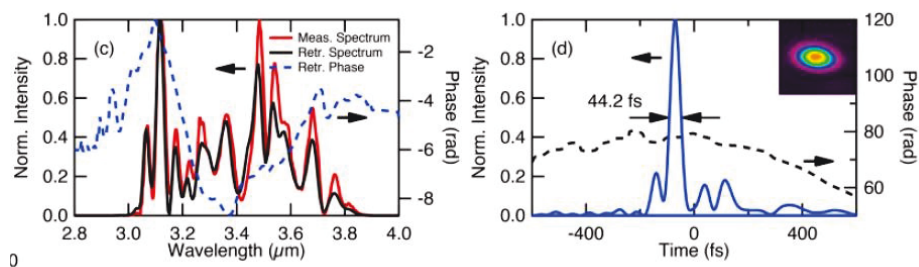 (c)
Meas. Spectrum
Retr. Spectrum
Retr. Phase
Norm. Intensity
1.0
0.8
0.6
0.4
0.2
0.0
2.8 3.0 3.2 3.4 3.6 3.8 4.0
Wavelength (µm)
-2
-4
-6
-8
Phase (rad)
(d)
44.2 fs
Norm. Intensity
1.0
0.8
0.6
0.4
0.2
0.0
-400 0 400
Time (fs)
120
100
80
60
Phase (rad)
0